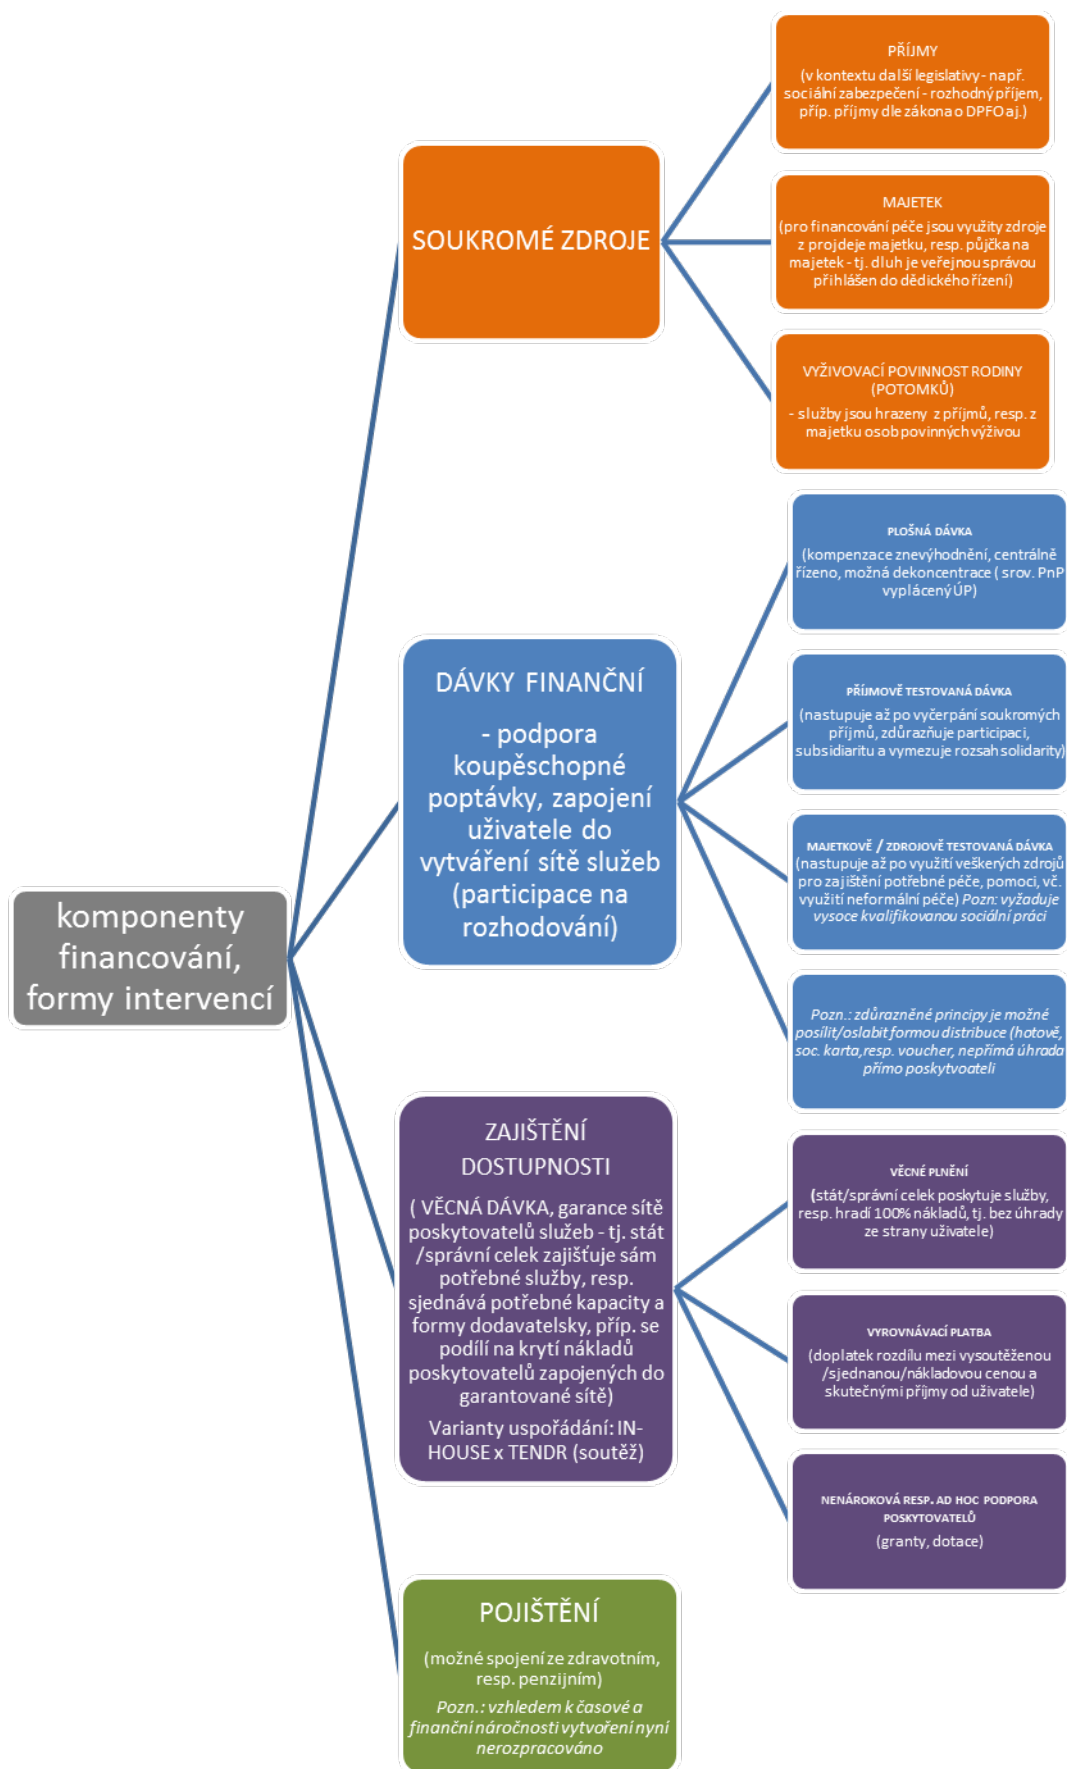 komponenty
financování,
formy intervencí
SOUKROMÉ ZDROJE
PŘÍJMY
(v kontextu další legislativy - např.
sociální zabezpečení - rozhodný příjem,
příp. příjmy dle zákona o DPFO aj.)
MAJETEK
(pro financování péče jsou využity zdroje
z projdeje majetku, resp. půjčka na
majetek - tj. dluh je veřejnou správou
přihlášen do dědického řízení)
VYŽIVOVACÍ POVINNOST RODINY
(POTOMKŮ)
- služby jsou hrazeny z příjmů, resp. z
majetku osob povinných výživou
DÁVKY FINANČNÍ
- podpora
koupěschopné
poptávky, zapojení
uživatele do
vytváření sítě služeb
(participace na
rozhodování)
PLOŠNÁ DÁVKA
(kompenzace znevýhodnění, centrálně
řízeno, možná dekoncentrace ( srov. PnP
vyplácený ÚP)
PŘÍJMOVĚ TESTOVANÁ DÁVKA
(nastupuje až po vyčerpání soukromých
příjmů, zdůrazňuje participaci,
subsidiaritu a vymezuje rozsah solidarity)
MAJETKOVĚ / ZDROJOVĚ TESTOVANÁ DÁVKA
(nastupuje až po využití veškerých zdrojů
pro zajištění potřebné péče, pomoci, vč.
využití neformální péče) Pozn: vyžaduje
vysoce kvalifikovanou sociální práci
Pozn.: zdůrazněné principy je možné
posílit/oslabit formou distribuce (hotově,
soc. karta,resp. voucher, nepřímá úhrada
přímo poskytvoateli
ZAJIŠTĚNÍ
DOSTUPNOSTI
( VĚCNÁ DÁVKA, garance sítě
poskytovatelů služeb - tj. stát
/správní celek zajišťuje sám
potřebné služby, resp.
sjednává potřebné kapacity a
formy dodavatelsky, příp. se
podílí na krytí nákladů
poskytovatelů zapojených do
garantované sítě)
Varianty uspořádání: IN-
HOUSE x TENDR (soutěž)
VĚCNÉ PLNĚNÍ
(stát/správní celek poskytuje služby,
resp. hradí 100% nákladů, tj. bez úhrady
ze strany uživatele)
VYROVNÁVACÍ PLATBA
(doplatek rozdílu mezi vysoutěženou
/sjednanou/nákladovou cenou a
skutečnými příjmy od uživatele)
NENÁROKOVÁ RESP. AD HOC PODPORA
POSKYTOVATELŮ
(granty, dotace)
POJIŠTĚNÍ
(možné spojení ze zdravotním,
resp. penzijním)
Pozn.: vzhledem k časové a
finanční náročnosti vytvoření nyní
nerozpracováno